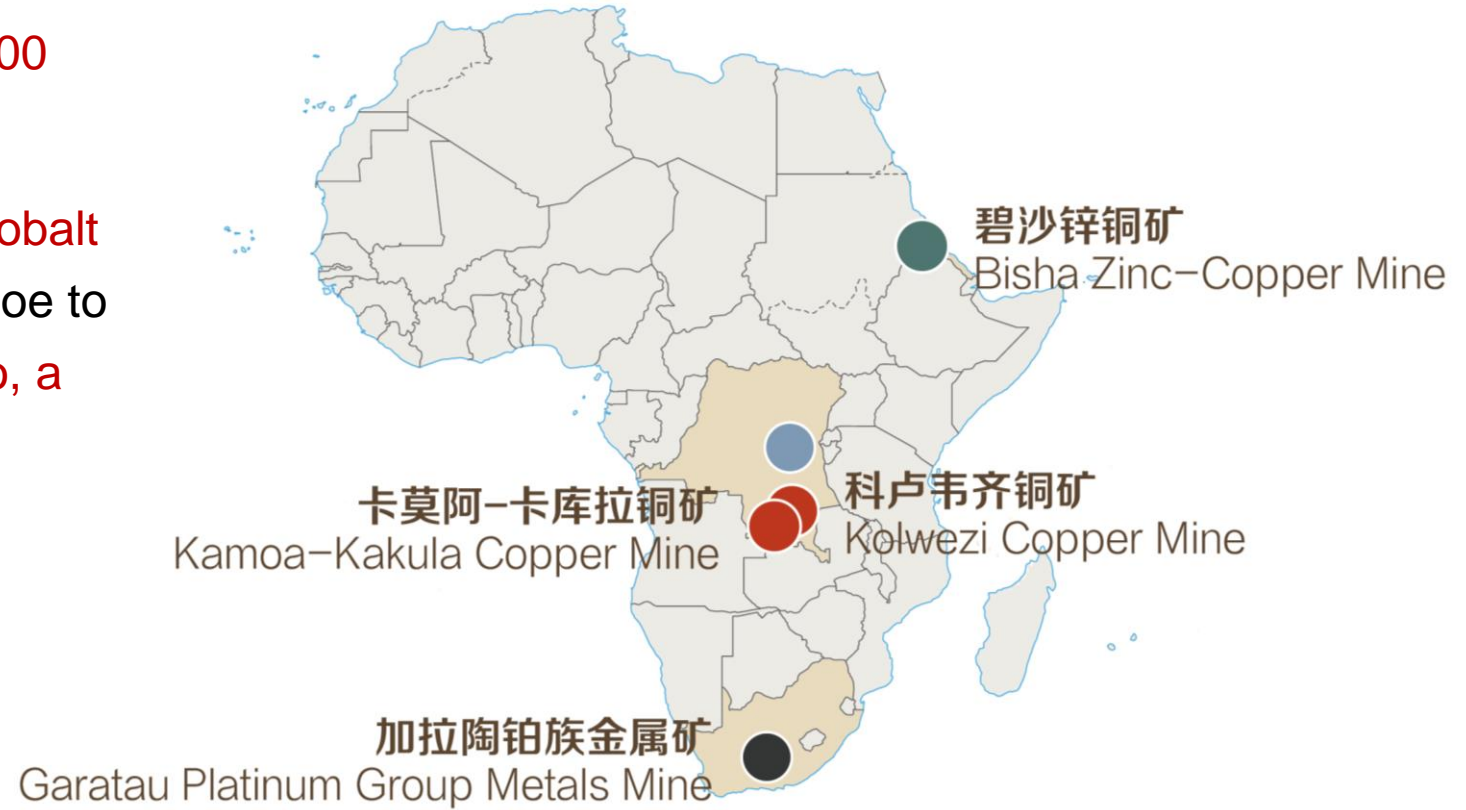 00
obalt
oe to
o, a
碧沙锌铜矿
Bisha Zinc-Copper Mine
卡莫阿-卡库拉铜矿
Kamoa-Kakula Copper Mine
科卢韦齐铜矿
Kolwezi Copper Mine
加拉陶铂族金属矿
Garatau Platinum Group Metals Mine